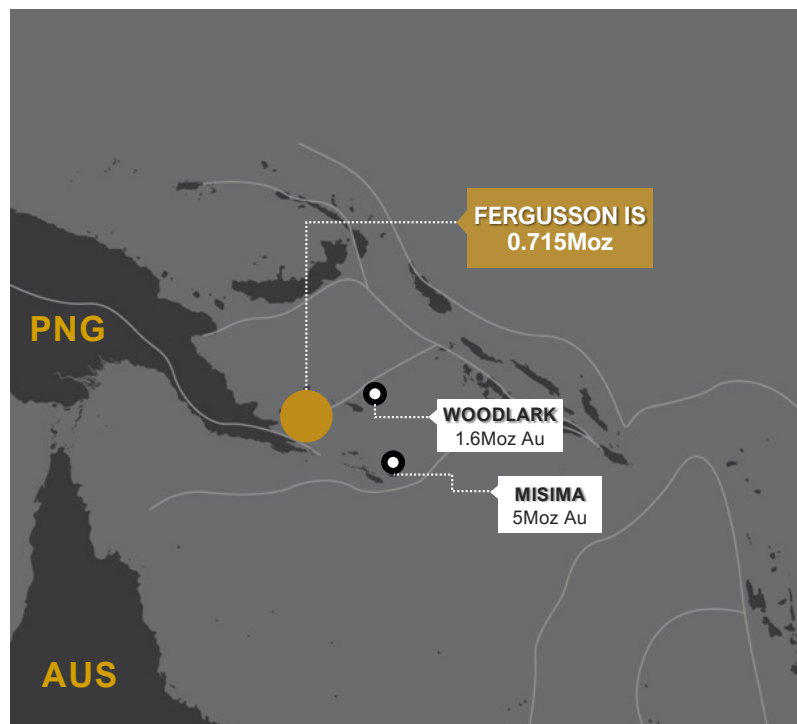 FERGUSSON IS
0.715Moz
PNG
WOODLARK
1.6Moz Au
MISIMA
5Moz Au
AUS